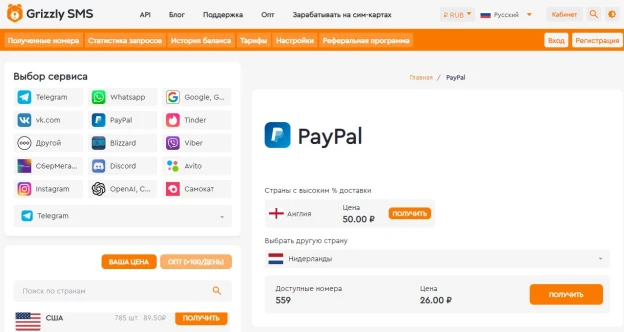 Grizzly SMS API Блог Поддержка Опт Зарабатывать на сим-картах ₽ RUB Русский Кабинет
Полученные номера Статистика запросов История баланса Тарифы Настройки Реферальная программа Вход Регистрация
Выбор сервиса
Telegram Whatsapp Google, G...
vk.com PayPal Tinder
Другой Blizzard Viber
СберМега... Discord Avito
Instagram OpenAI, C... Самокат
Telegram
ВАША ЦЕНА ОПТ (>100/ДЕНЬ)
Поиск по странам
США 785 шт 89.50₽ ПОЛУЧИТЬ
Главная / PayPal
PayPal
Страны с высоким % доставки
Англия
Цена
50.00 ₽
ПОЛУЧИТЬ
Выбрать другую страну
Нидерланды
Доступные номера
559
Цена
26.00 ₽
ПОЛУЧИТЬ